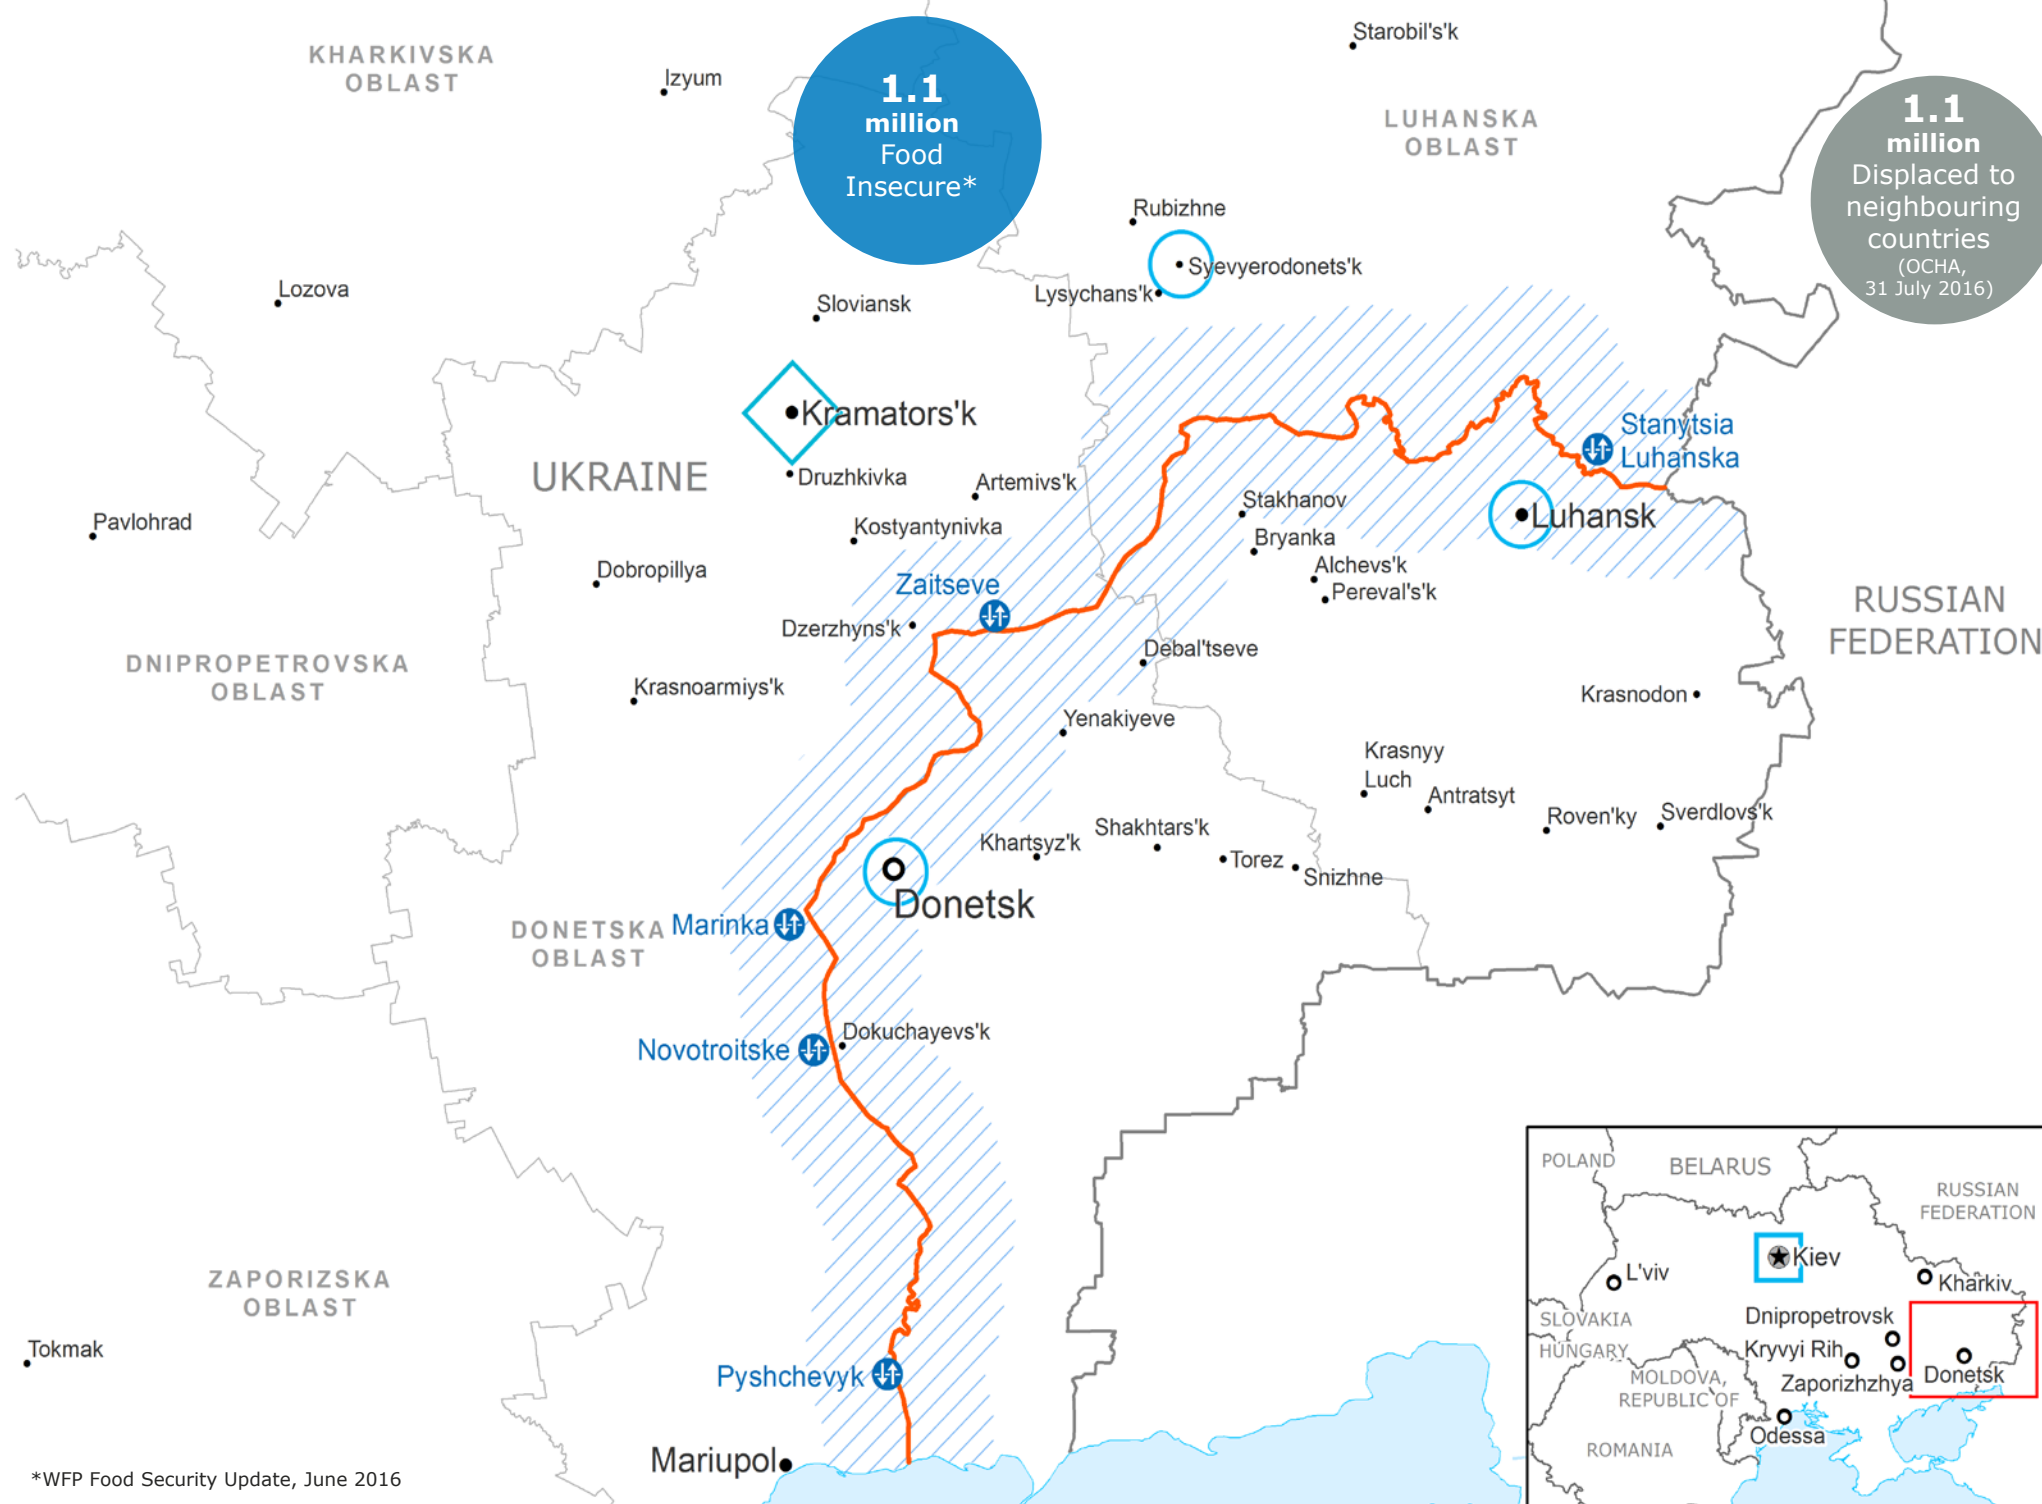 KHARKIVSKA
OBLAST
Izyum
1.1
million
Food
Insecure*
Starobil's'k
LUHANSKA
OBLAST
1.1
million
Displaced to
neighbouring
countries
(OCHA,
31 July 2016)
Rubizhne
Syevyerodonets'k
Lysychans'k
Lozova
Sloviansk
Kramators'k
Stanytsia
Luhanska
UKRAINE
Druzhkivka
Artemivs'k
Stakhanov
Luhansk
Pavlohrad
Kostyantynivka
Bryanka
Dobropillya
Zaitseve
Alchevs'k
Pereval's'k
RUSSIAN
FEDERATION
Dzerzhyns'k
Debal'tseve
DNIPROPETROVSKA
OBLAST
Krasnoarmiys'k
Krasnodon
Yenakiyeve
Krasnyy
Luch
Antratsyt
Roven'ky
Sverdlovs'k
Khartsyz'k
Shakhtars'k
Torez
Snizhne
Donetsk
DONETSKA
OBLAST
Marinka
Novotroitske
Dokuchayevs'k
POLAND
BELARUS
RUSSIAN
FEDERATION
Kiev
L'viv
Kharkiv
ZAPORIZSKA
OBLAST
SLOVAKIA
Dnipropetrovsk
HUNGARY
Kryvyi Rih
Tokmak
Pyshchevyk
MOLDOVA,
REPUBLIC OF
Zaporizhzhya
Donetsk
Odessa
ROMANIA
Mariupol
*WFP Food Security Update, June 2016